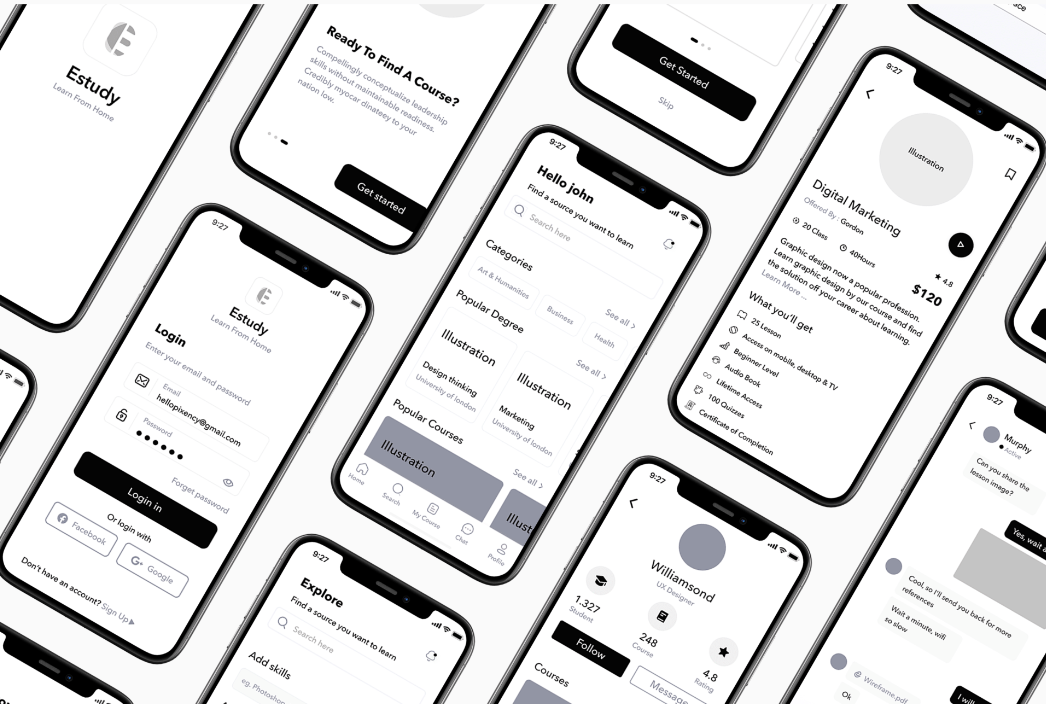 Estudy
Learn From Home
Ready To Find A Course?
Compellingly conceptualize leadership
skills without maintainable readiness.
Credibly myocar dinateey to your
nation low.
Get started
Get Started
Skip
9:27
Estudy
Learn From Home
Login
Enter your email and password
Email
hellopixency@gmail.com
Password
Forget password
Login in
Or login with
Facebook
Google
Don't have an account? Sign Up
9:27
Hello john
Find a source you want to learn
Search here
Categories
See all
Art & Humanities
Business
Health
Popular Degree
See all
Illustration
Design thinking
University of london
Illustration
Marketing
University of london
Popular Courses
See all
Illustration
Illust
Home
Search
My Course
Chat
Profile
9:27
Illustration
Digital Marketing
Offered By : Gordon
20 Class
40Hours
4.8
$120
Graphic design now a popular profession.
Learn graphic design by our course and find
the solution off your career about learning.
Learn More ...
What you'll get
25 Lesson
Access on mobile, desktop & TV
Beginner Level
Audio Book
Lifetime Access
100 Quizzes
Certificate of Completion
9:27
Explore
Find a source you want to learn
Search here
Add skills
eg. Photoshop
9:27
Williamsond
UX Designer
1.327
Student
248
Course
4.8
Rating
Follow
Message
Courses
9:27
Murphy
Active
Can you share the
lesson image?
Yes, wait a
Cool, so I'll send you back for more
references
Wait a minute, wifi
so slow
Wireframe.pdf
Ok
I will